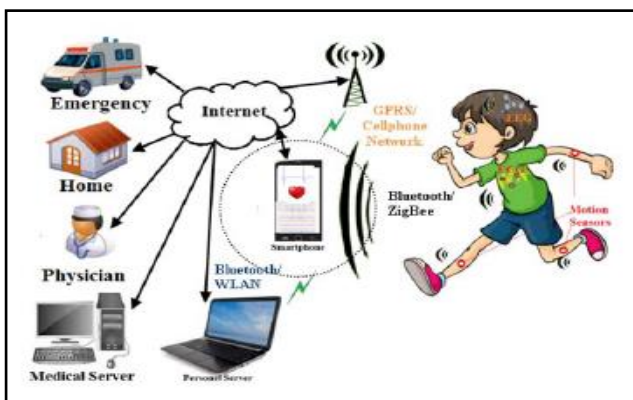 Emergency
Internet
GPRS/
Cellphone
Network
EEG
Home
Bluetooth/
ZigBee
Smartphone
Motion
Sensors
Physician
Bluetooth/
WLAN
Medical Server
Personal Server